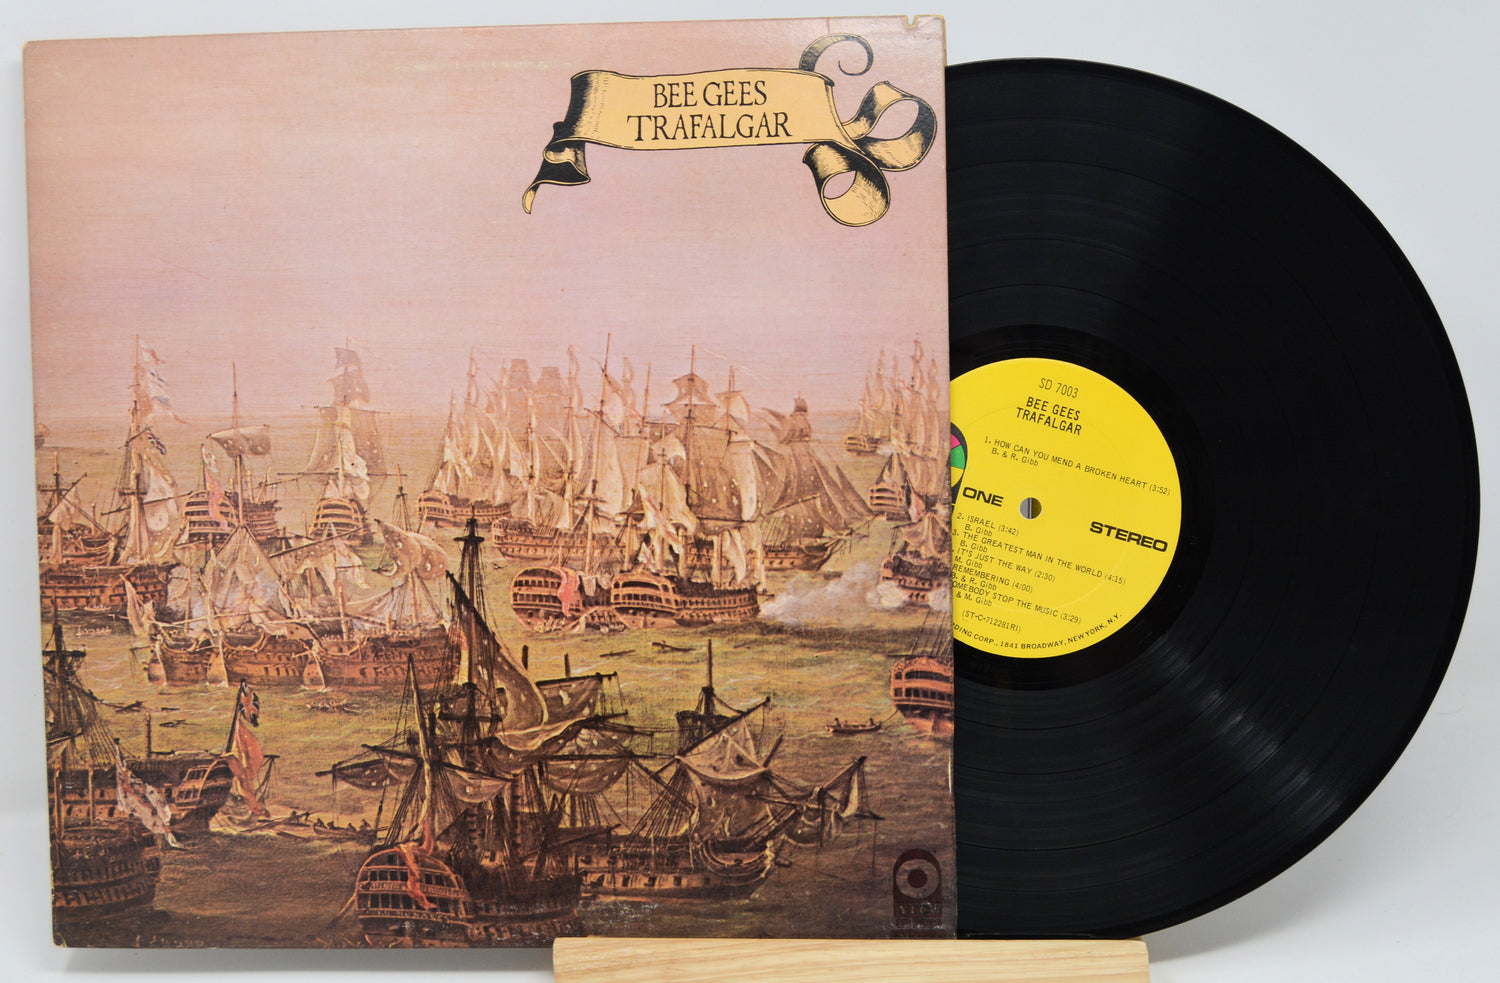 BEE GEES
TRAFALGAR
SD 7003
BEE GEES
TRAFALGAR
1. HOW CAN YOU MEND A BROKEN HEART (3:52)
B. & R. Gibb
ONE
STEREO
2. ISRAEL (3:42)
B. Gibb
3. THE GREATEST MAN IN THE WORLD (4:15)
B. Gibb
IT'S JUST THE WAY (2:30)
M. Gibb
REMEMBERING (4:00)
B. & R. Gibb
STOP THE MUSIC (3:29)
& M. Gibb
(ST-C-712281RI)
CORP., 1841 BROADWAY, NEW YORK, N.Y.
ATCO